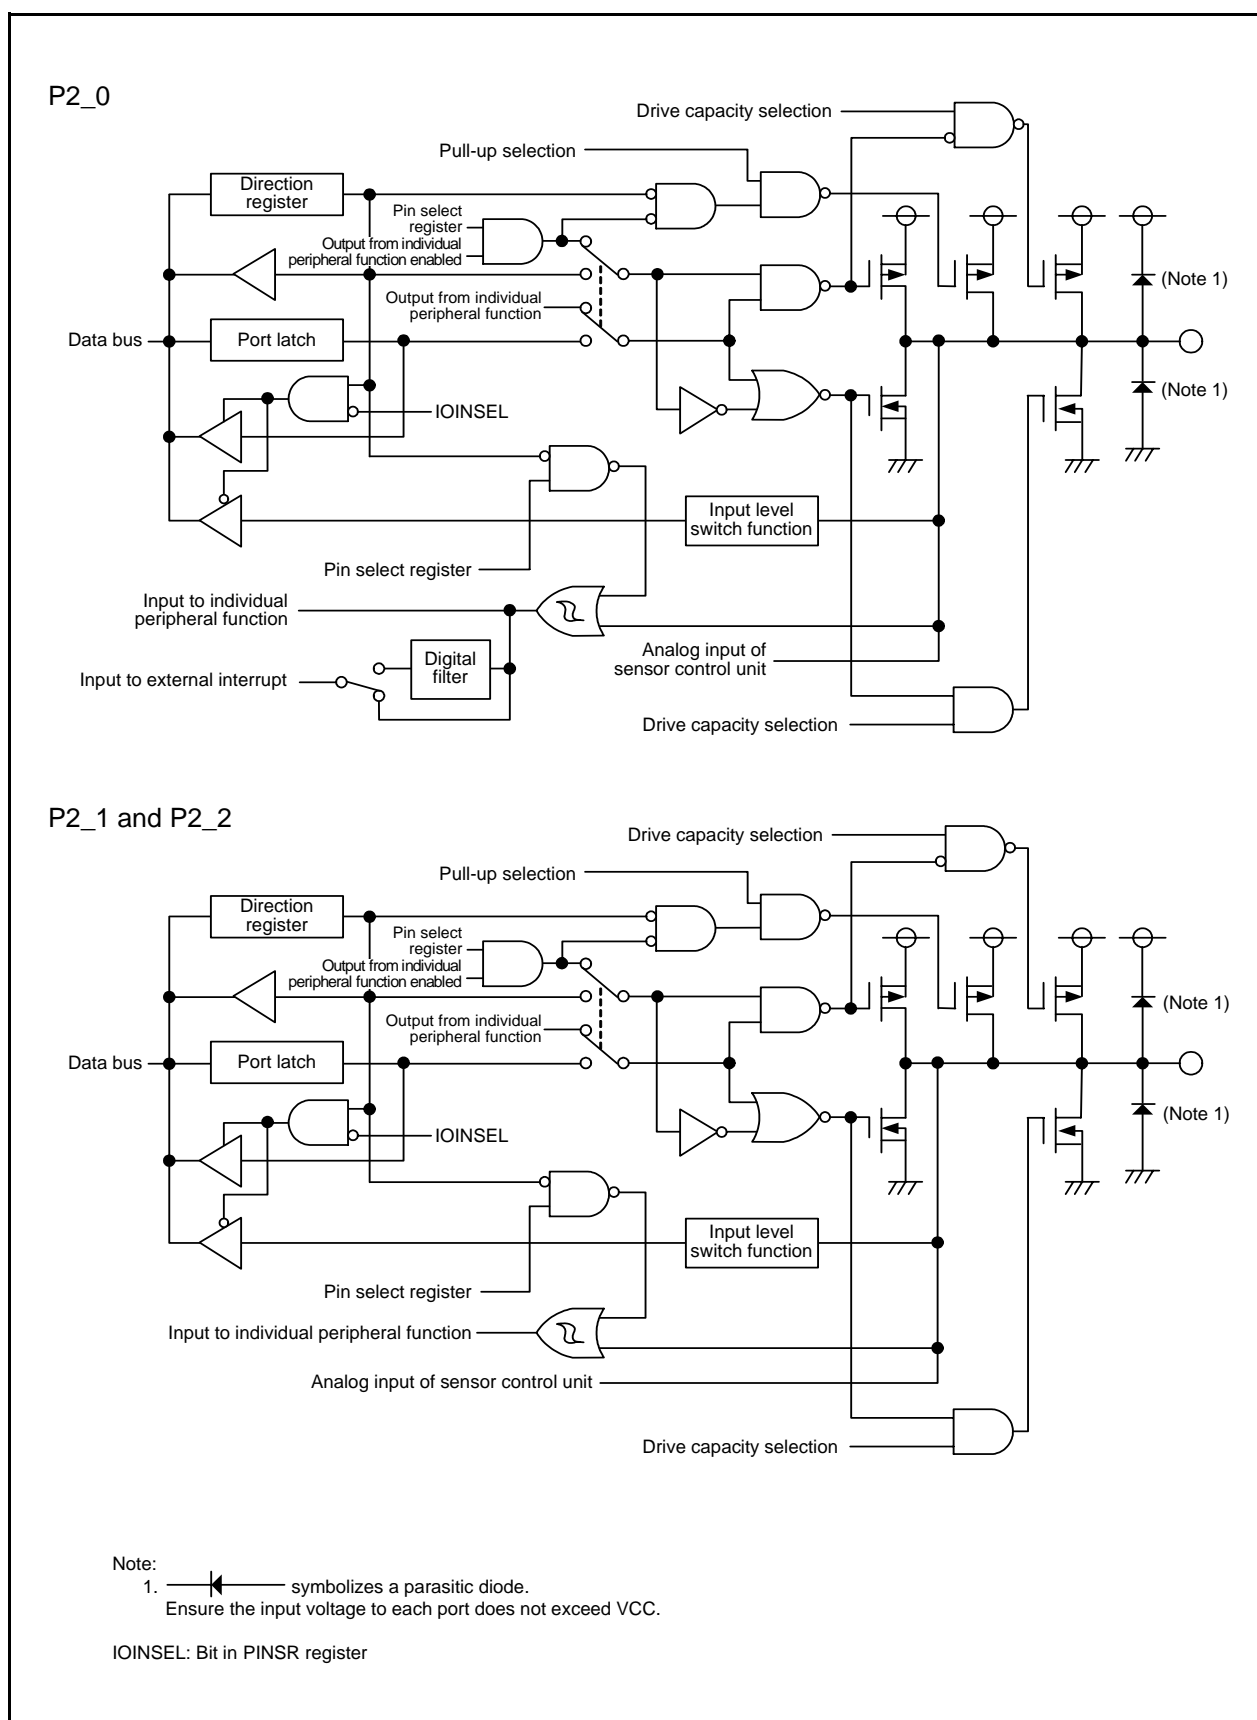 P2_0
Drive capacity selection
Pull-up selection
Direction
register
Pin select
register
Output from individual
peripheral function enabled
(Note 1)
Output from individual
peripheral function
Data bus
Port latch
(Note 1)
IOINSEL
Input level
switch function
Pin select register
Input to individual
peripheral function
Analog input of
sensor control unit
Digital
filter
Input to external interrupt
Drive capacity selection
P2_1 and P2_2
Drive capacity selection
Pull-up selection
Direction
register
Pin select
register
Output from individual
peripheral function enabled
(Note 1)
Output from individual
peripheral function
Data bus
Port latch
(Note 1)
IOINSEL
Input level
switch function
Pin select register
Input to individual peripheral function
Analog input of sensor control unit
Drive capacity selection
Note:
1. symbolizes a parasitic diode.
Ensure the input voltage to each port does not exceed VCC.
IOINSEL: Bit in PINSR register